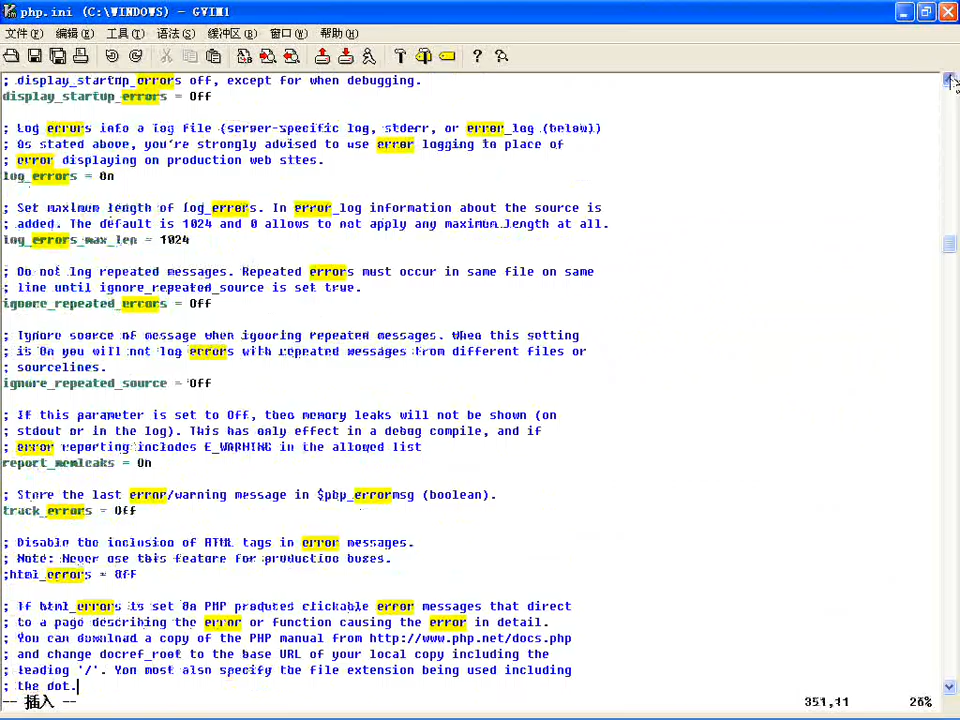 php.ini (C:\WINDOWS) - GVIM1
文件(F) 编辑(E) 工具(T) 语法(S) 缓冲区(B) 窗口(W) 帮助(H)
; display_startup_errors off, except for when debugging.
display_startup_errors = Off
; Log errors into a log file (server-specific log, stderr, or error_log (below))
; As stated above, you're strongly advised to use error logging in place of
; error displaying on production web sites.
log_errors = On
; Set maximum length of log_errors. In error_log information about the source is
; added. The default is 1024 and 0 allows to not apply any maximum length at all.
log_errors_max_len = 1024
; Do not log repeated messages. Repeated errors must occur in same file on same
; line until ignore_repeated_source is set true.
ignore_repeated_errors = Off
; Ignore source of message when ignoring repeated messages. When this setting
; is On you will not log errors with repeated messages from different files or
; sourcelines.
ignore_repeated_source = Off
; If this parameter is set to Off, then memory leaks will not be shown (on
; stdout or in the log). This has only effect in a debug compile, and if
; error reporting includes E_WARNING in the allowed list
report_memleaks = On
; Store the last error/warning message in $php_errormsg (boolean).
track_errors = Off
; Disable the inclusion of HTML tags in error messages.
; Note: Never use this feature for production boxes.
;html_errors = Off
; If html_errors is set On PHP produces clickable error messages that direct
; to a page describing the error or function causing the error in detail.
; You can download a copy of the PHP manual from http://www.php.net/docs.php
; and change docref_root to the base URL of your local copy including the
; leading '/'. You must also specify the file extension being used including
; the dot.
-- 插入 -- 351,11 26%